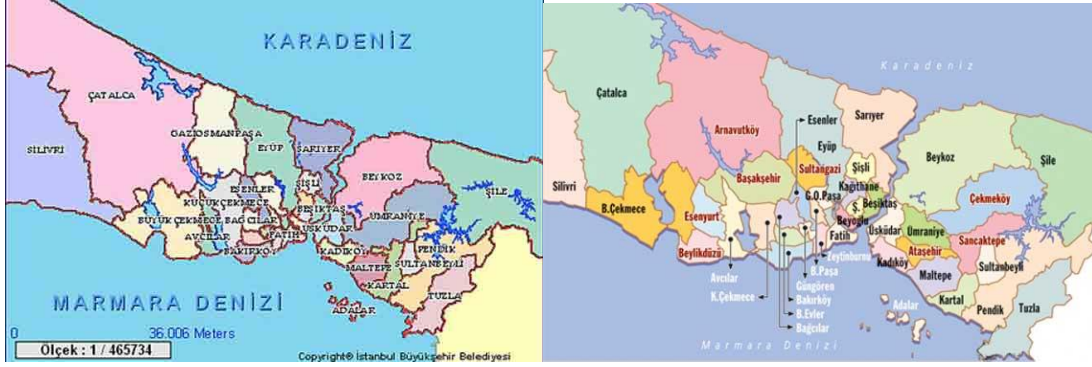 KARADENİZ
ÇATALCA
GAZİOSMANPAŞA
SİLİVRİ
EYÜP
SARIYER
BEYKOZ
ŞİLE
ESENLER
ŞİŞLİ
KÜÇÜKÇEKMECE
BEŞİKTAŞ
ÜMRANİYE
BÜYÜKÇEKMECE
BAĞCILAR
AVCILAR
FATİH
ÜSKÜDAR
BAKIRKÖY
KADIKÖY
PENDİK
MALTEPE
SULTANBEYLİ
KARTAL
TUZLA
ADALAR
MARMARA DENİZİ
0 36.006 Meters
Ölçek : 1 / 465734
Copyright® İstanbul Büyükşehir Belediyesi
Karadeniz
Çatalca
Arnavutköy
Esenler
Sarıyer
Eyüp
Silivri
Başakşehir
Sultangazi
Şişli
Beykoz
Şile
Kağıthane
B.Çekmece
Esenyurt
G.O.Paşa
Beşiktaş
Çekmeköy
Ş.
Beyoğlu
Fatih
Üsküdar
Ümraniye
Ataşehir
Sancaktepe
Beylikdüzü
Zeytinburnu
Kadıköy
Maltepe
Sultanbeyli
Avcılar
B.Paşa
K.Çekmece
Güngören
Bakırköy
B.Evler
Bağcılar
Adalar
Kartal
Pendik
Tuzla
Marmara Denizi